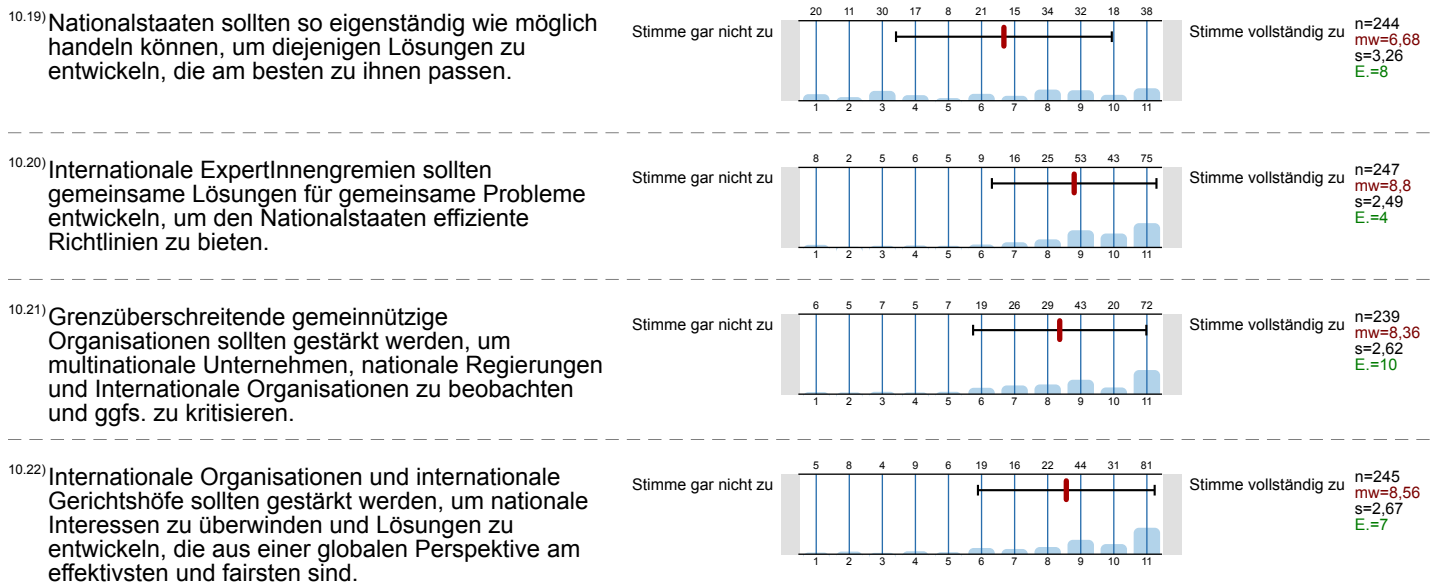 10.19) Nationalstaaten sollten so eigenständig wie möglich
handeln können, um diejenigen Lösungen zu
entwickeln, die am besten zu ihnen passen.
Stimme gar nicht zu
20 11 30 17 8 21 15 34 32 18 38
1 2 3 4 5 6 7 8 9 10 11
Stimme vollständig zu
n=244
mw=6,68
s=3,26
E.=8
10.20) Internationale ExpertInnengremien sollten
gemeinsame Lösungen für gemeinsame Probleme
entwickeln, um den Nationalstaaten effiziente
Richtlinien zu bieten.
Stimme gar nicht zu
8 2 5 6 5 9 16 25 53 43 75
1 2 3 4 5 6 7 8 9 10 11
Stimme vollständig zu
n=247
mw=8,8
s=2,49
E.=4
10.21) Grenzüberschreitende gemeinnützige
Organisationen sollten gestärkt werden, um
multinationale Unternehmen, nationale Regierungen
und Internationale Organisationen zu beobachten
und ggfs. zu kritisieren.
Stimme gar nicht zu
6 5 7 5 7 19 26 29 43 20 72
1 2 3 4 5 6 7 8 9 10 11
Stimme vollständig zu
n=239
mw=8,36
s=2,62
E.=10
10.22) Internationale Organisationen und internationale
Gerichtshöfe sollten gestärkt werden, um nationale
Interessen zu überwinden und Lösungen zu
entwickeln, die aus einer globalen Perspektive am
effektivsten und fairsten sind.
Stimme gar nicht zu
5 8 4 9 6 19 16 22 44 31 81
1 2 3 4 5 6 7 8 9 10 11
Stimme vollständig zu
n=245
mw=8,56
s=2,67
E.=7